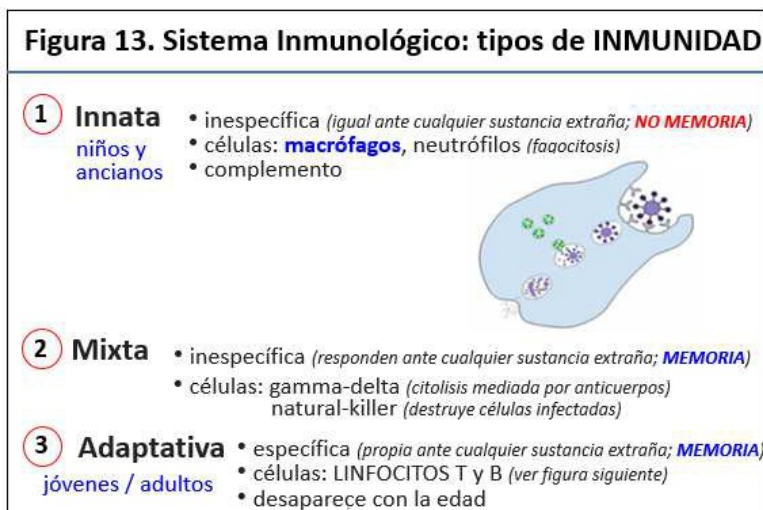 Figura 13. Sistema Inmunológico: tipos de INMUNIDAD
1 Innata
niños y
ancianos
• inespecífica (igual ante cualquier sustancia extraña; NO MEMORIA)
• células: macrófagos, neutrófilos (fagocitosis)
• complemento
2 Mixta
• inespecífica (responden ante cualquier sustancia extraña; MEMORIA)
• células: gamma-delta (citolisis mediada por anticuerpos)
natural-killer (destruye células infectadas)
3 Adaptativa
jóvenes / adultos
• específica (propia ante cualquier sustancia extraña; MEMORIA)
• células: LINFOCITOS T y B (ver figura siguiente)
• desaparece con la edad